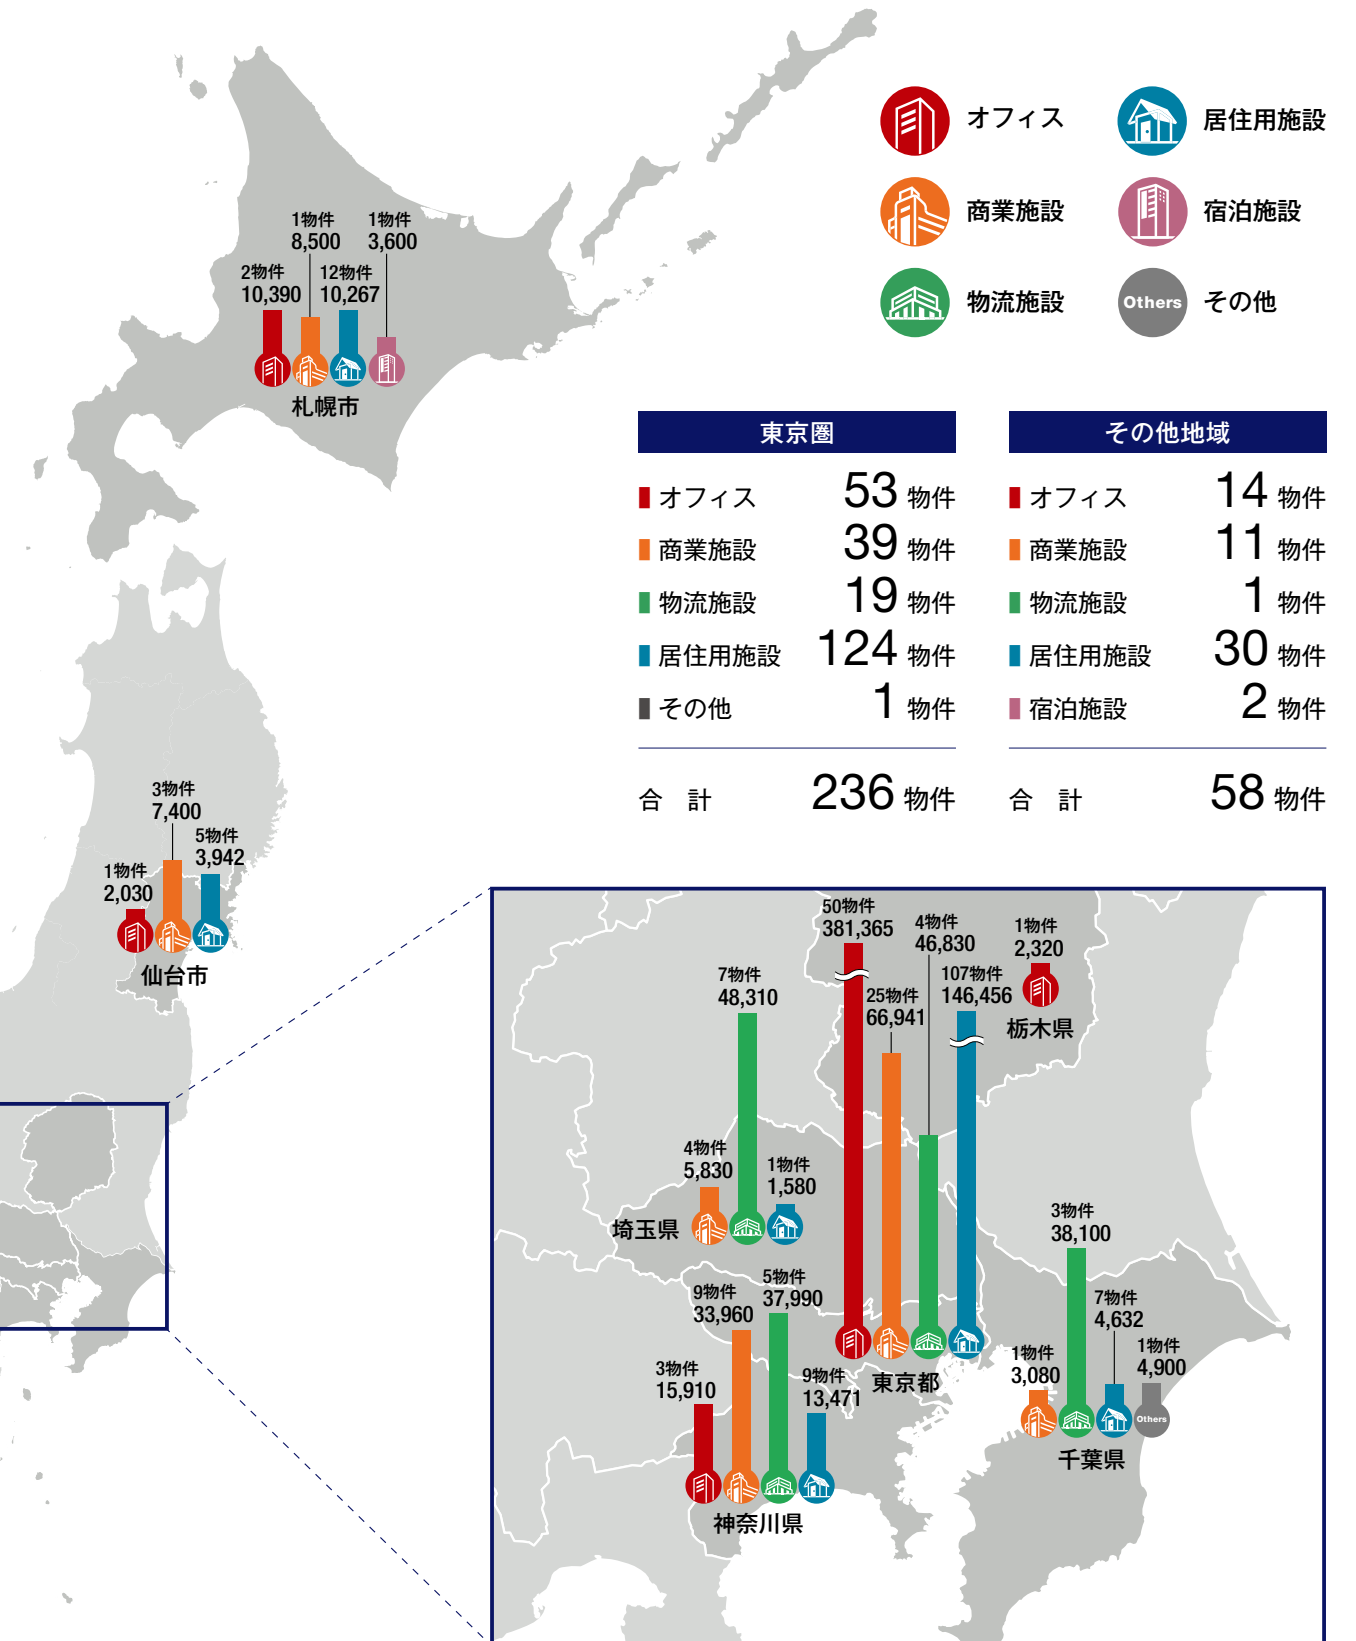 オフィス
居住用施設
商業施設
宿泊施設
物流施設
Others
その他
1物件
8,500
1物件
3,600
2物件
10,390
12物件
10,267
札幌市
東京圏
オフィス 53 物件
商業施設 39 物件
物流施設 19 物件
居住用施設 124 物件
その他 1 物件
合 計 236 物件
その他地域
オフィス 14 物件
商業施設 11 物件
物流施設 1 物件
居住用施設 30 物件
宿泊施設 2 物件
合 計 58 物件
3物件
7,400
5物件
3,942
1物件
2,030
仙台市
50物件
381,365
4物件
46,830
1物件
2,320
栃木県
7物件
48,310
25物件
66,941
107物件
146,456
4物件
5,830
1物件
1,580
埼玉県
東京都
9物件
33,960
5物件
37,990
3物件
15,910
9物件
13,471
神奈川県
3物件
38,100
7物件
4,632
1物件
3,080
1物件
4,900
Others
千葉県